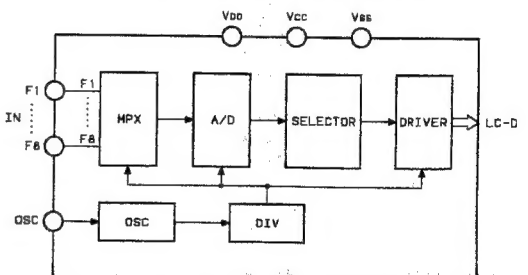 VDD VCC VSS
F1 F1
IN MPX A/D SELECTOR DRIVER LC-D
F8 F8
OSC OSC DIV